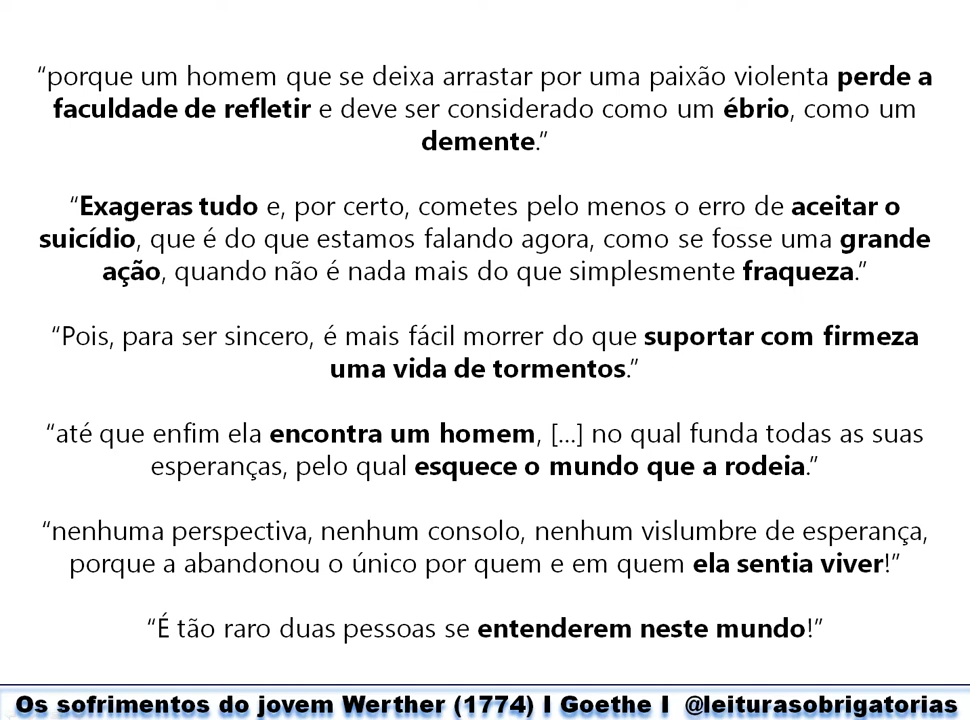 “porque um homem que se deixa arrastar por uma paixão violenta perde a
faculdade de refletir e deve ser considerado como um ébrio, como um
demente.”
“Exageras tudo e, por certo, cometes pelo menos o erro de aceitar o
suicídio, que é do que estamos falando agora, como se fosse uma grande
ação, quando não é nada mais do que simplesmente fraqueza.”
“Pois, para ser sincero, é mais fácil morrer do que suportar com firmeza
uma vida de tormentos.”
“até que enfim ela encontra um homem, [...] no qual funda todas as suas
esperanças, pelo qual esquece o mundo que a rodeia.”
“nenhuma perspectiva, nenhum consolo, nenhum vislumbre de esperança,
porque a abandonou o único por quem e em quem ela sentia viver!”
“É tão raro duas pessoas se entenderem neste mundo!”
Os sofrimentos do jovem Werther (1774) I Goethe I @leiturasobrigatorias